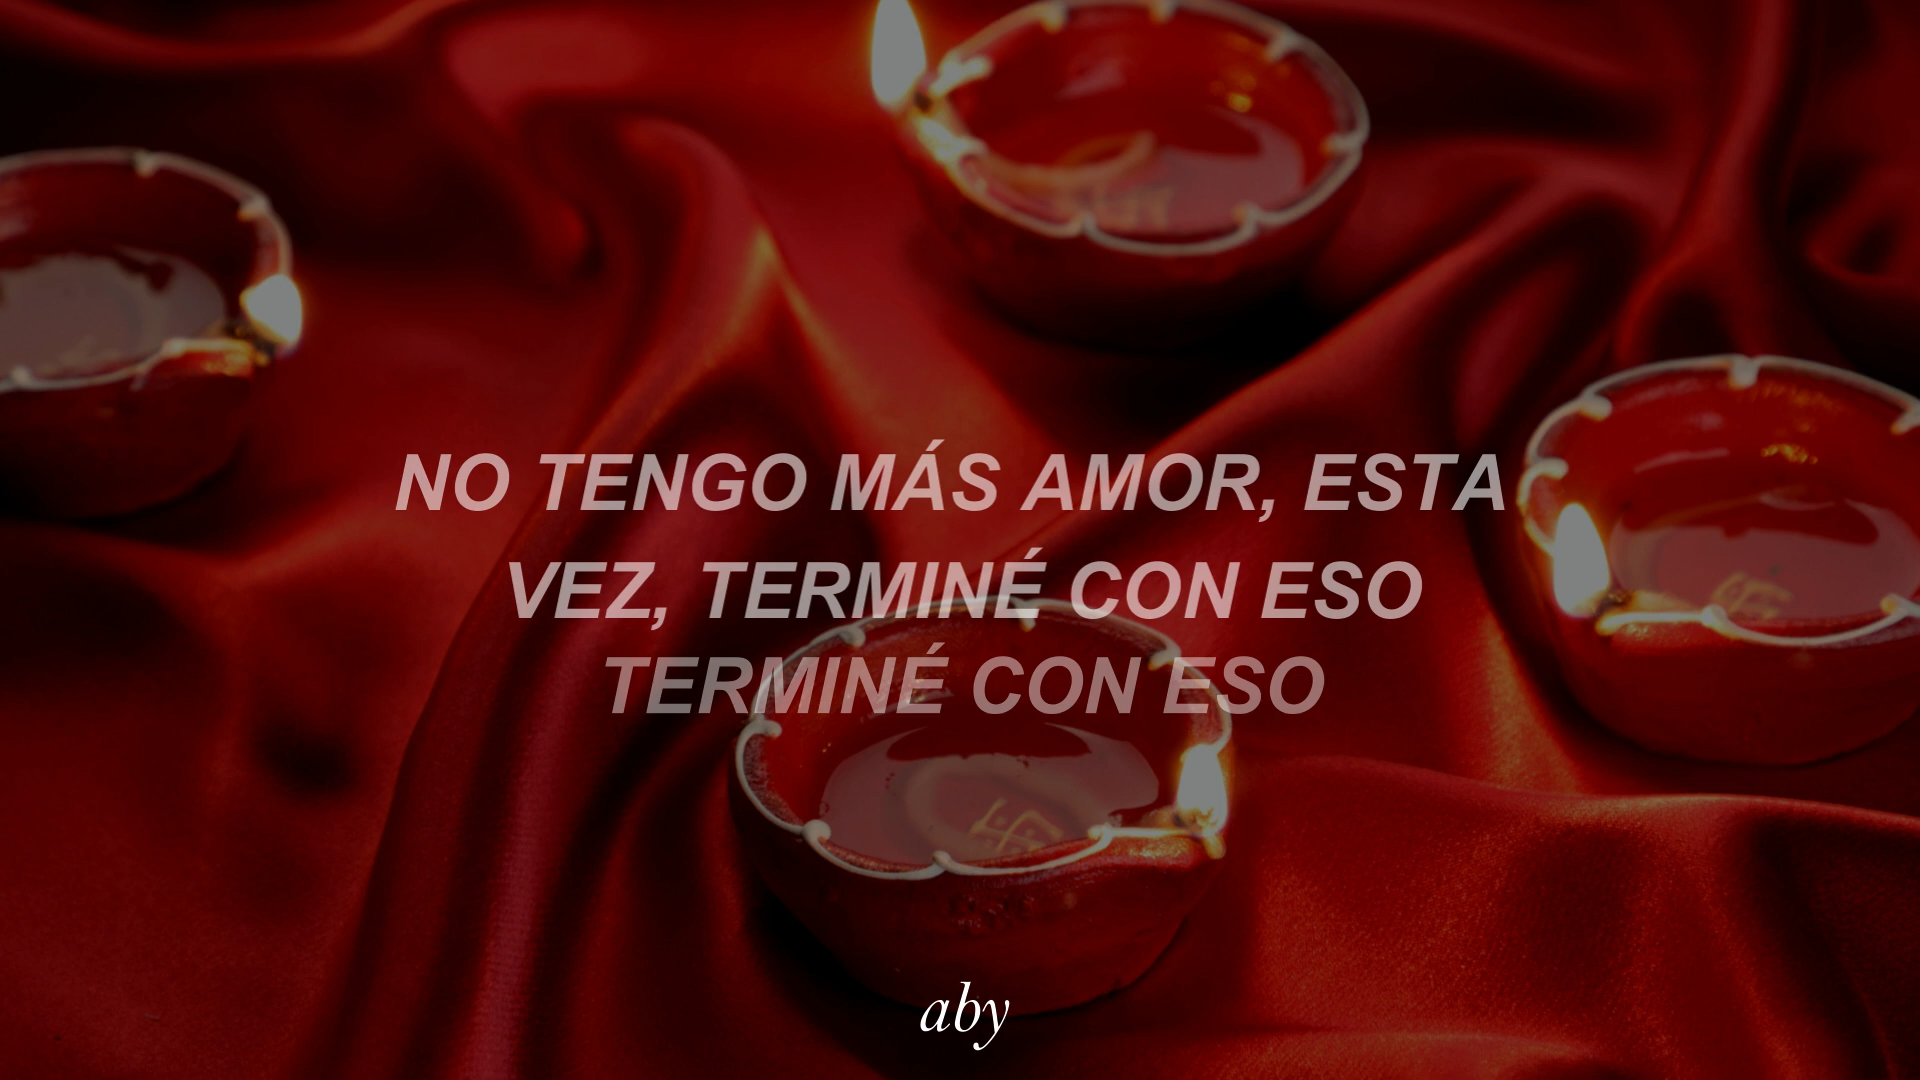 NO TENGO MÁS AMOR, ESTA
VEZ, TERMINÉ CON ESO
TERMINÉ CON ESO
aby